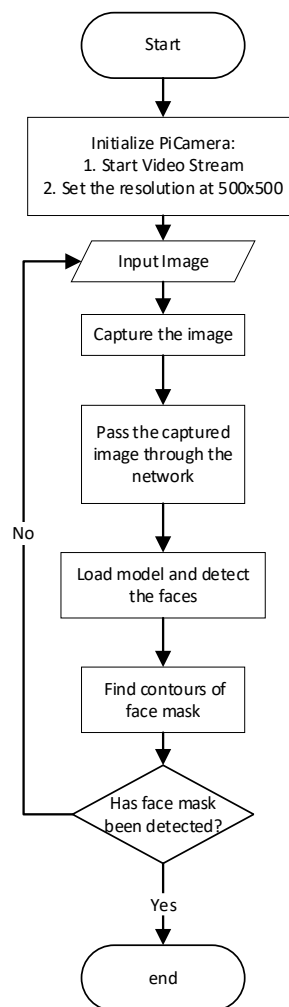 Start
Initialize PiCamera:
1. Start Video Stream
2. Set the resolution at 500x500
Input Image
Capture the image
Pass the captured
image through the
network
Load model and detect
the faces
Find contours of
face mask
Has face mask
been detected?
No
Yes
end